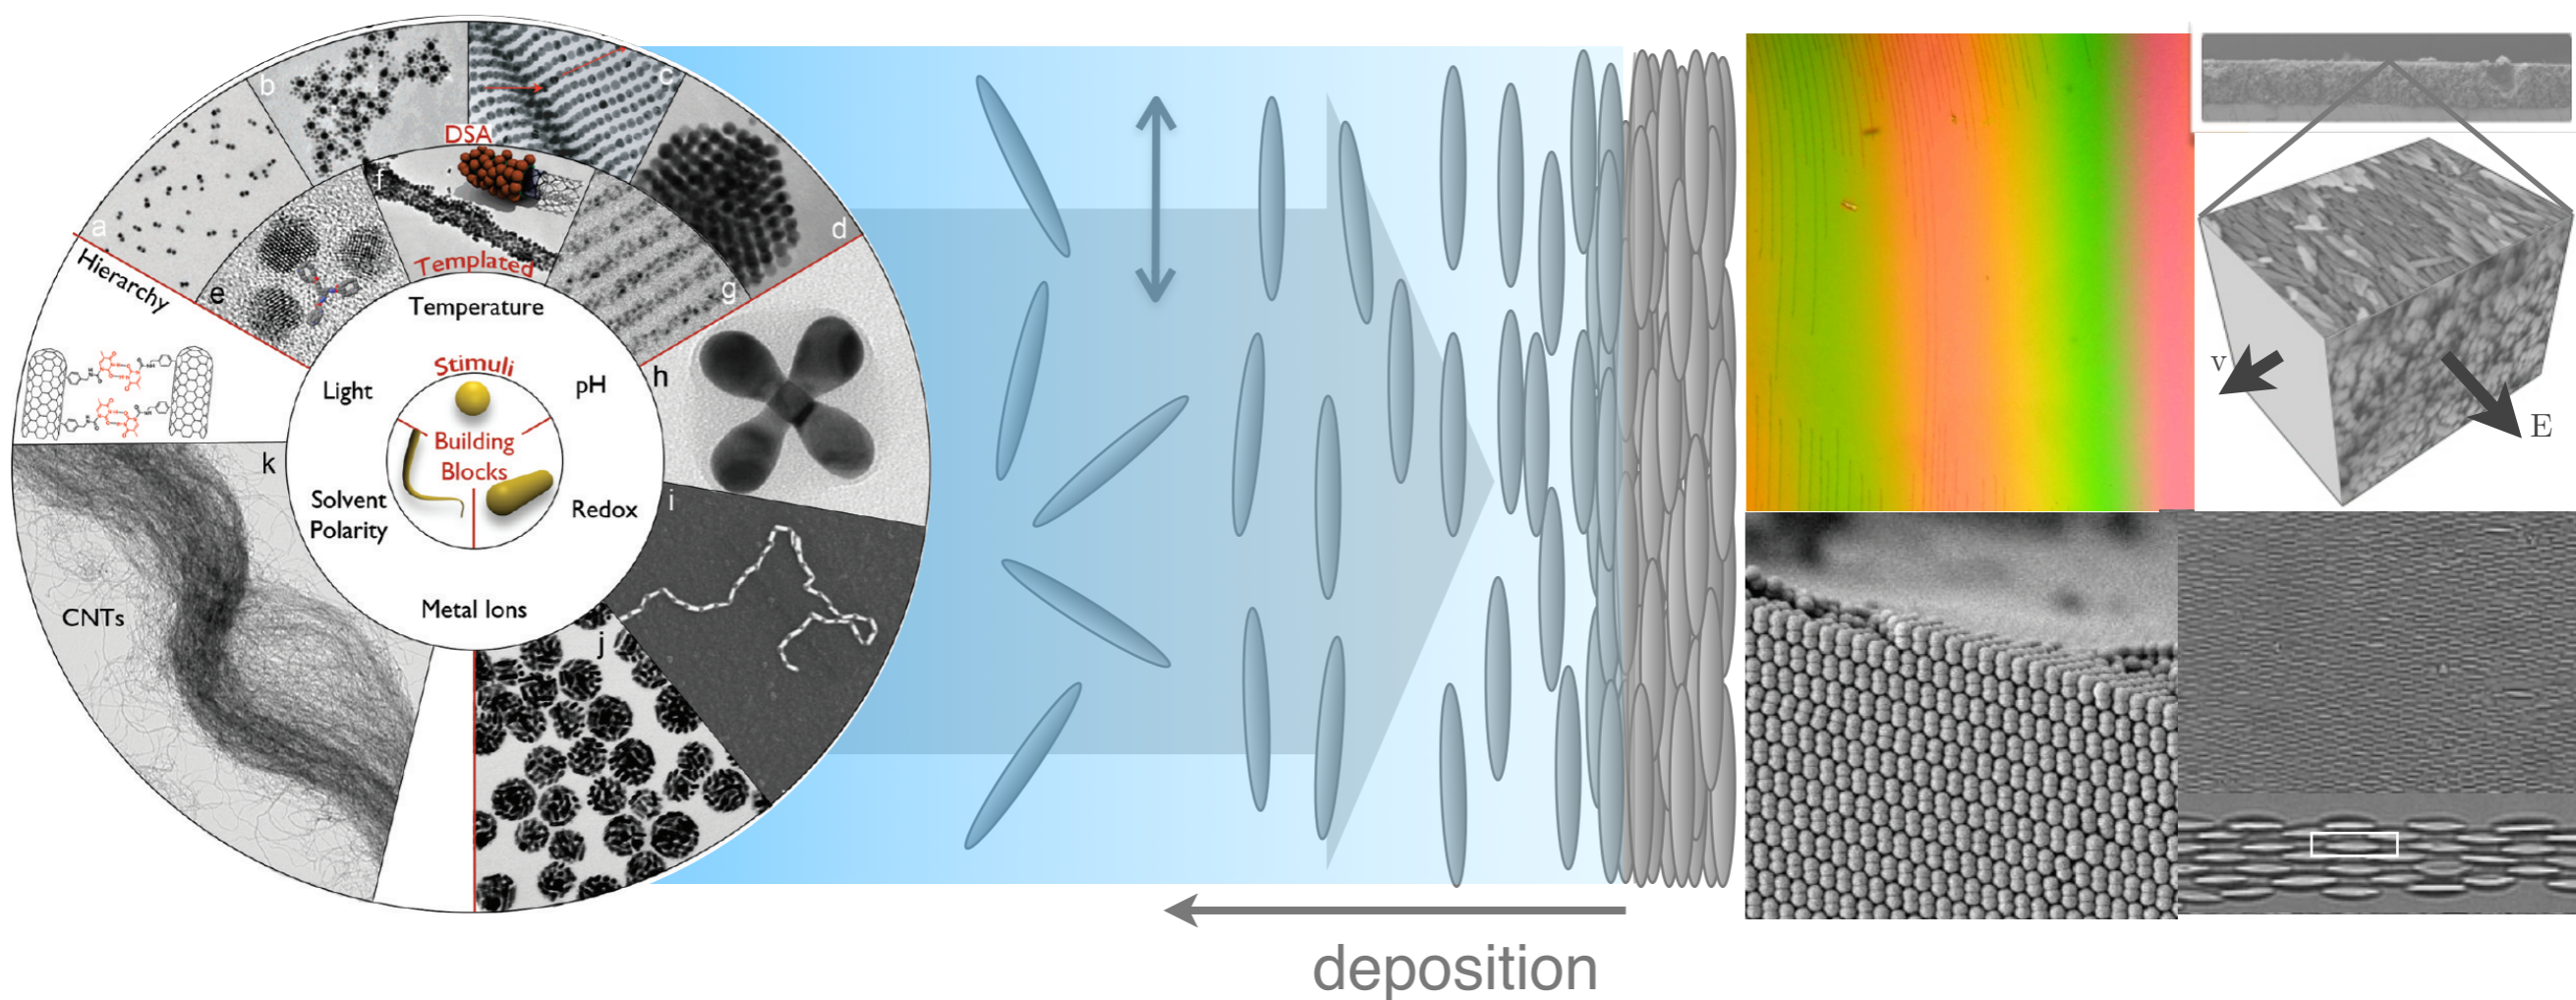 a
b
c
d
DSA
f
Templated
e
g
Hierarchy
Temperature
Stimuli
Light
pH
h
Building
Blocks
k
i
Solvent
Polarity
Redox
CNTs
Metal Ions
j
v
E
deposition